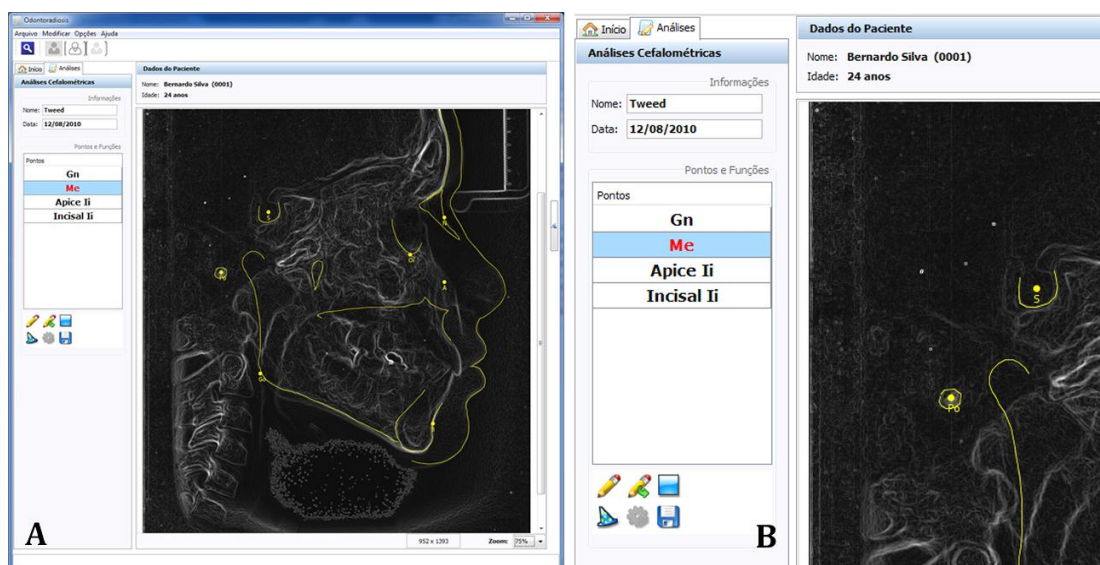 Odontoradiosis
Arquivo Modificar Opções Ajuda
Início Análises
Análises Cefalométricas
Informações
Nome: Tweed
Data: 12/08/2010
Pontos e Funções
Pontos
Gn
Me
Apice Ii
Incisal Ii
Dados do Paciente
Nome: Bernardo Silva (0001)
Idade: 24 anos
S
N
Or
Po
A
Go
B
952 x 1393 Zoom: 75%
A
Início Análises
Análises Cefalométricas
Informações
Nome: Tweed
Data: 12/08/2010
Pontos e Funções
Pontos
Gn
Me
Apice Ii
Incisal Ii
Dados do Paciente
Nome: Bernardo Silva (0001)
Idade: 24 anos
S
Po
B